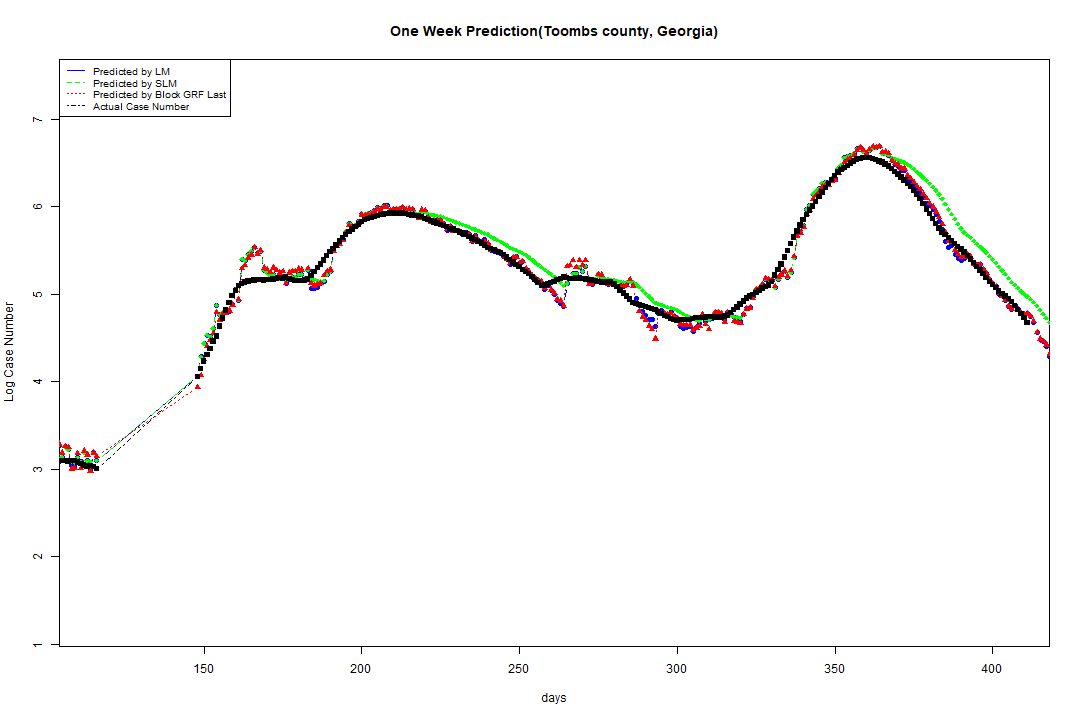 One Week Prediction(Toombs county, Georgia)
Predicted by LM
Predicted by SLM
Predicted by Block GRF Last
Actual Case Number
Log Case Number
7
6
5
4
3
2
1
150
200
250
300
350
400
days